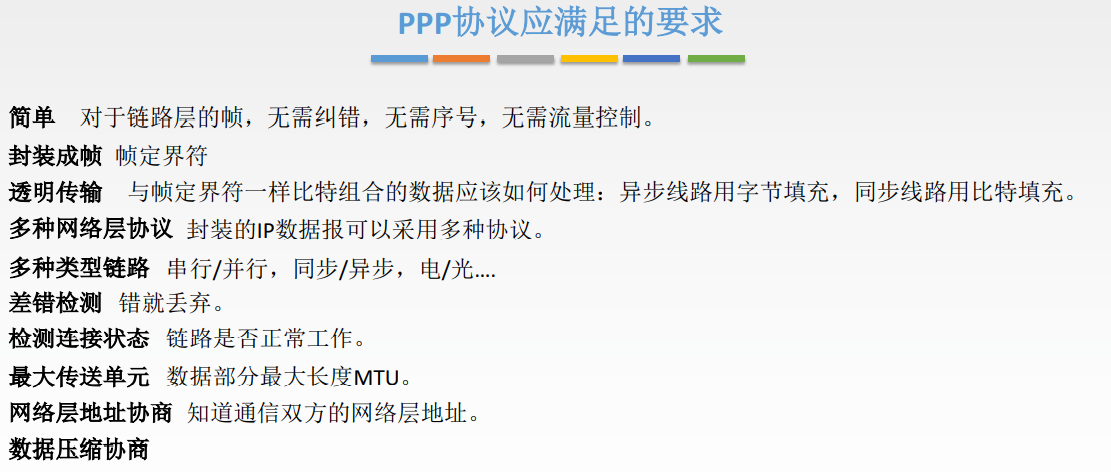 PPP协议应满足的要求
简单 对于链路层的帧，无需纠错，无需序号，无需流量控制。
封装成帧 帧定界符
透明传输 与帧定界符一样比特组合的数据应该如何处理：异步线路用字节填充，同步线路用比特填充。
多种网络层协议 封装的IP数据报可以采用多种协议。
多种类型链路 串行/并行，同步/异步，电/光....
差错检测 错就丢弃。
检测连接状态 链路是否正常工作。
最大传送单元 数据部分最大长度MTU。
网络层地址协商 知道通信双方的网络层地址。
数据压缩协商